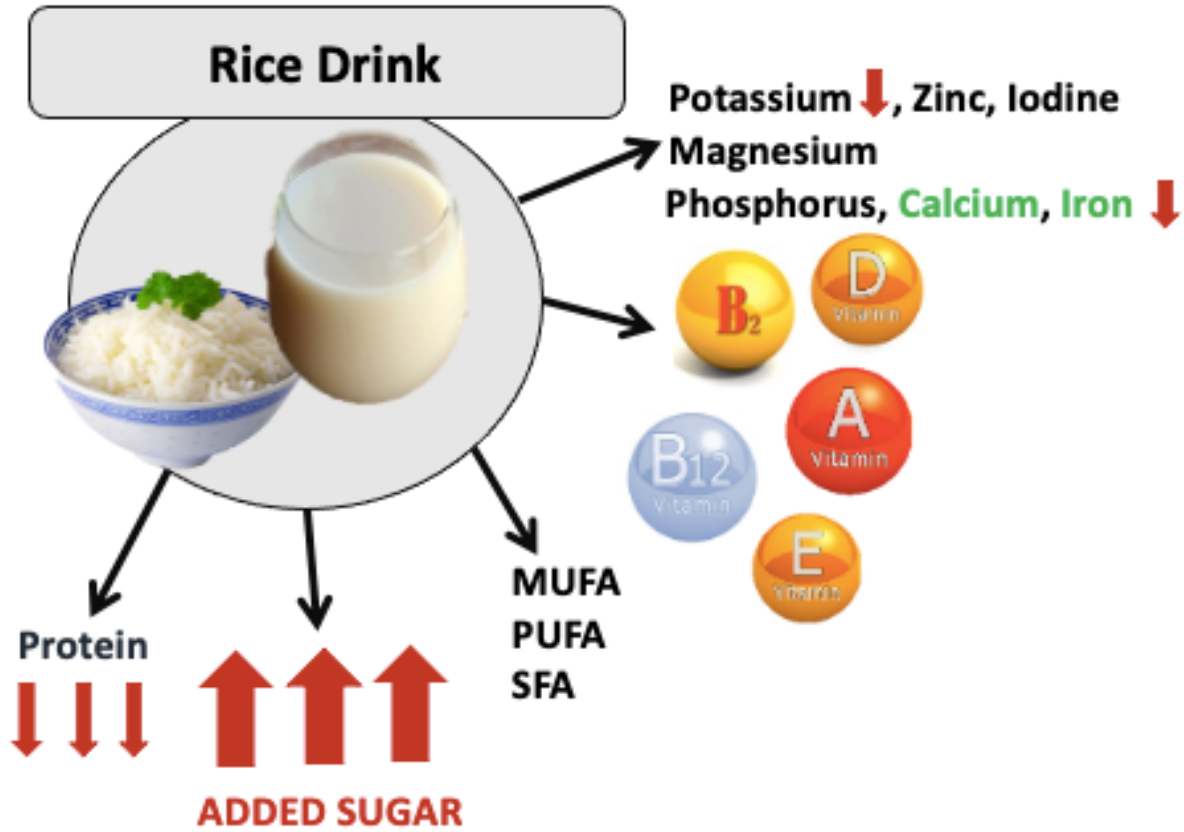 Rice Drink
Potassium , Zinc, Iodine
Magnesium
Phosphorus, Calcium, Iron
B2
D
Vitamin
A
Vitamin
B12
Vitamin
E
Vitamin
MUFA
PUFA
SFA
Protein
ADDED SUGAR